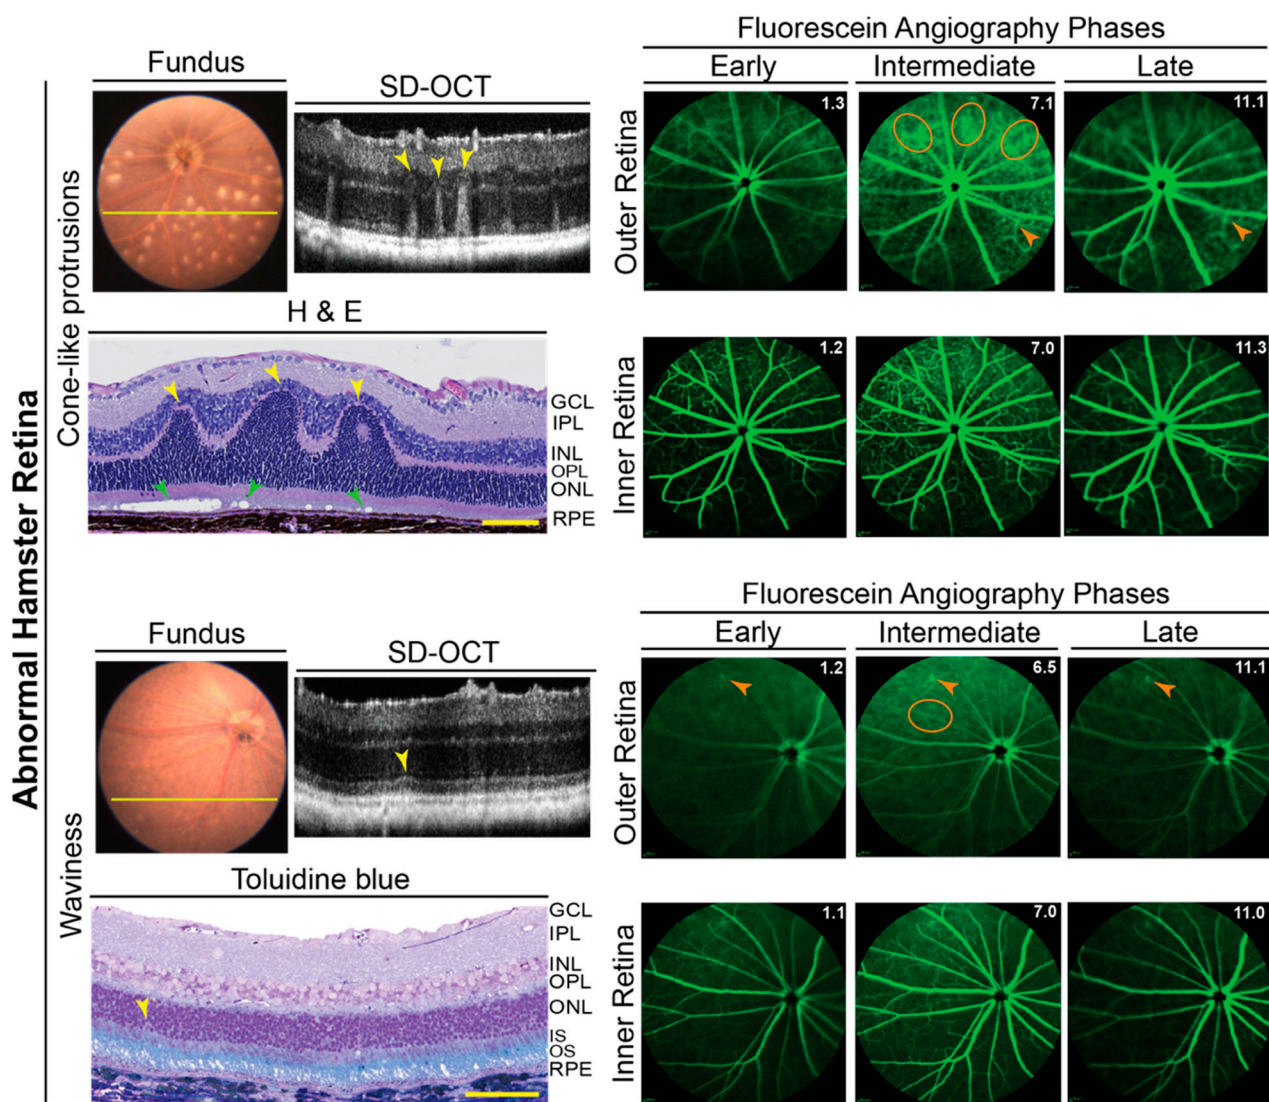 Abnormal Hamster Retina
Cone-like protrusions
Fundus
SD-OCT
H & E
GCL
IPL
INL
OPL
ONL
RPE
Fluorescein Angiography Phases
Early
Intermediate
Late
Outer Retina
1.3
7.1
11.1
Inner Retina
1.2
7.0
11.3
Waviness
Fundus
SD-OCT
Toluidine blue
GCL
IPL
INL
OPL
ONL
IS
OS
RPE
Fluorescein Angiography Phases
Early
Intermediate
Late
Outer Retina
1.2
6.5
11.1
Inner Retina
1.1
7.0
11.0